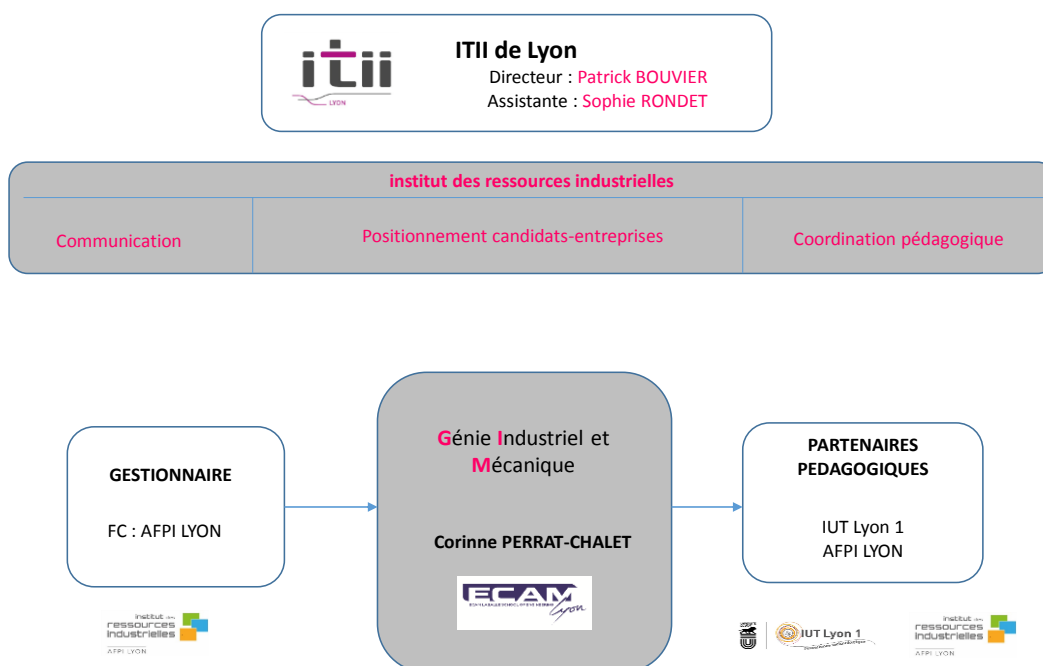 ITII de Lyon
itii
Directeur : Patrick BOUVIER
Assistante : Sophie RONDET
LYON
institut des ressources industrielles
Communication
Positionnement candidats-entreprises
Coordination pédagogique
GESTIONNAIRE
FC : AFPI LYON
Génie Industriel et
Mécanique
Corinne PERRAT-CHALET
ECAM
Lyon
PARTENAIRES
PEDAGOGIQUES
IUT Lyon 1
AFPI LYON
institut des
ressources
industrielles
AFPI LYON
IUT Lyon 1
institut des
ressources
industrielles
AFPI LYON